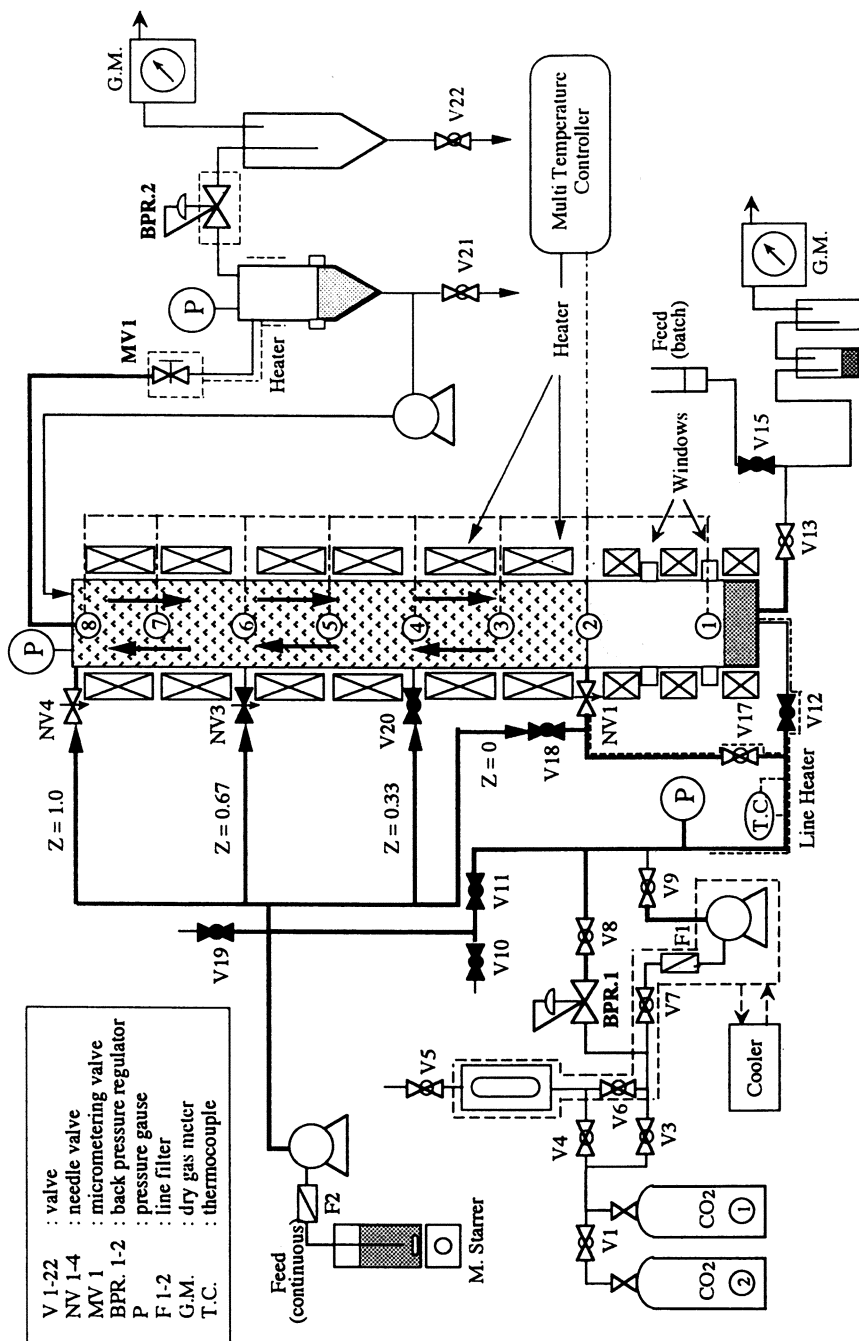 V 1-22 : valve
NV 1-4 : needle valve
MV 1 : micrometering valve
BPR. 1-2 : back pressure regulator
P : pressure gause
F 1-2 : line filter
G.M. : dry gas meter
T.C. : thermocouple
G.M.
BPR.2
V22
P
MV1
Heater
V21
Multi Temperature
Controller
Heater
G.M.
Feed
(batch)
V15
Windows
V13
P
8
7
6
5
4
3
2
1
NV4
NV3
V20
NV1
V18
V17
V12
Z = 1.0
Z = 0.67
Z = 0.33
Z = 0
T.C.
Line Heater
P
V19
V11
V10
V9
V8
BPR.1
F1
V7
V5
V6
V4
V3
Cooler
F2
Feed
(continuous)
M. Starrer
V1
CO2
1
CO2
2